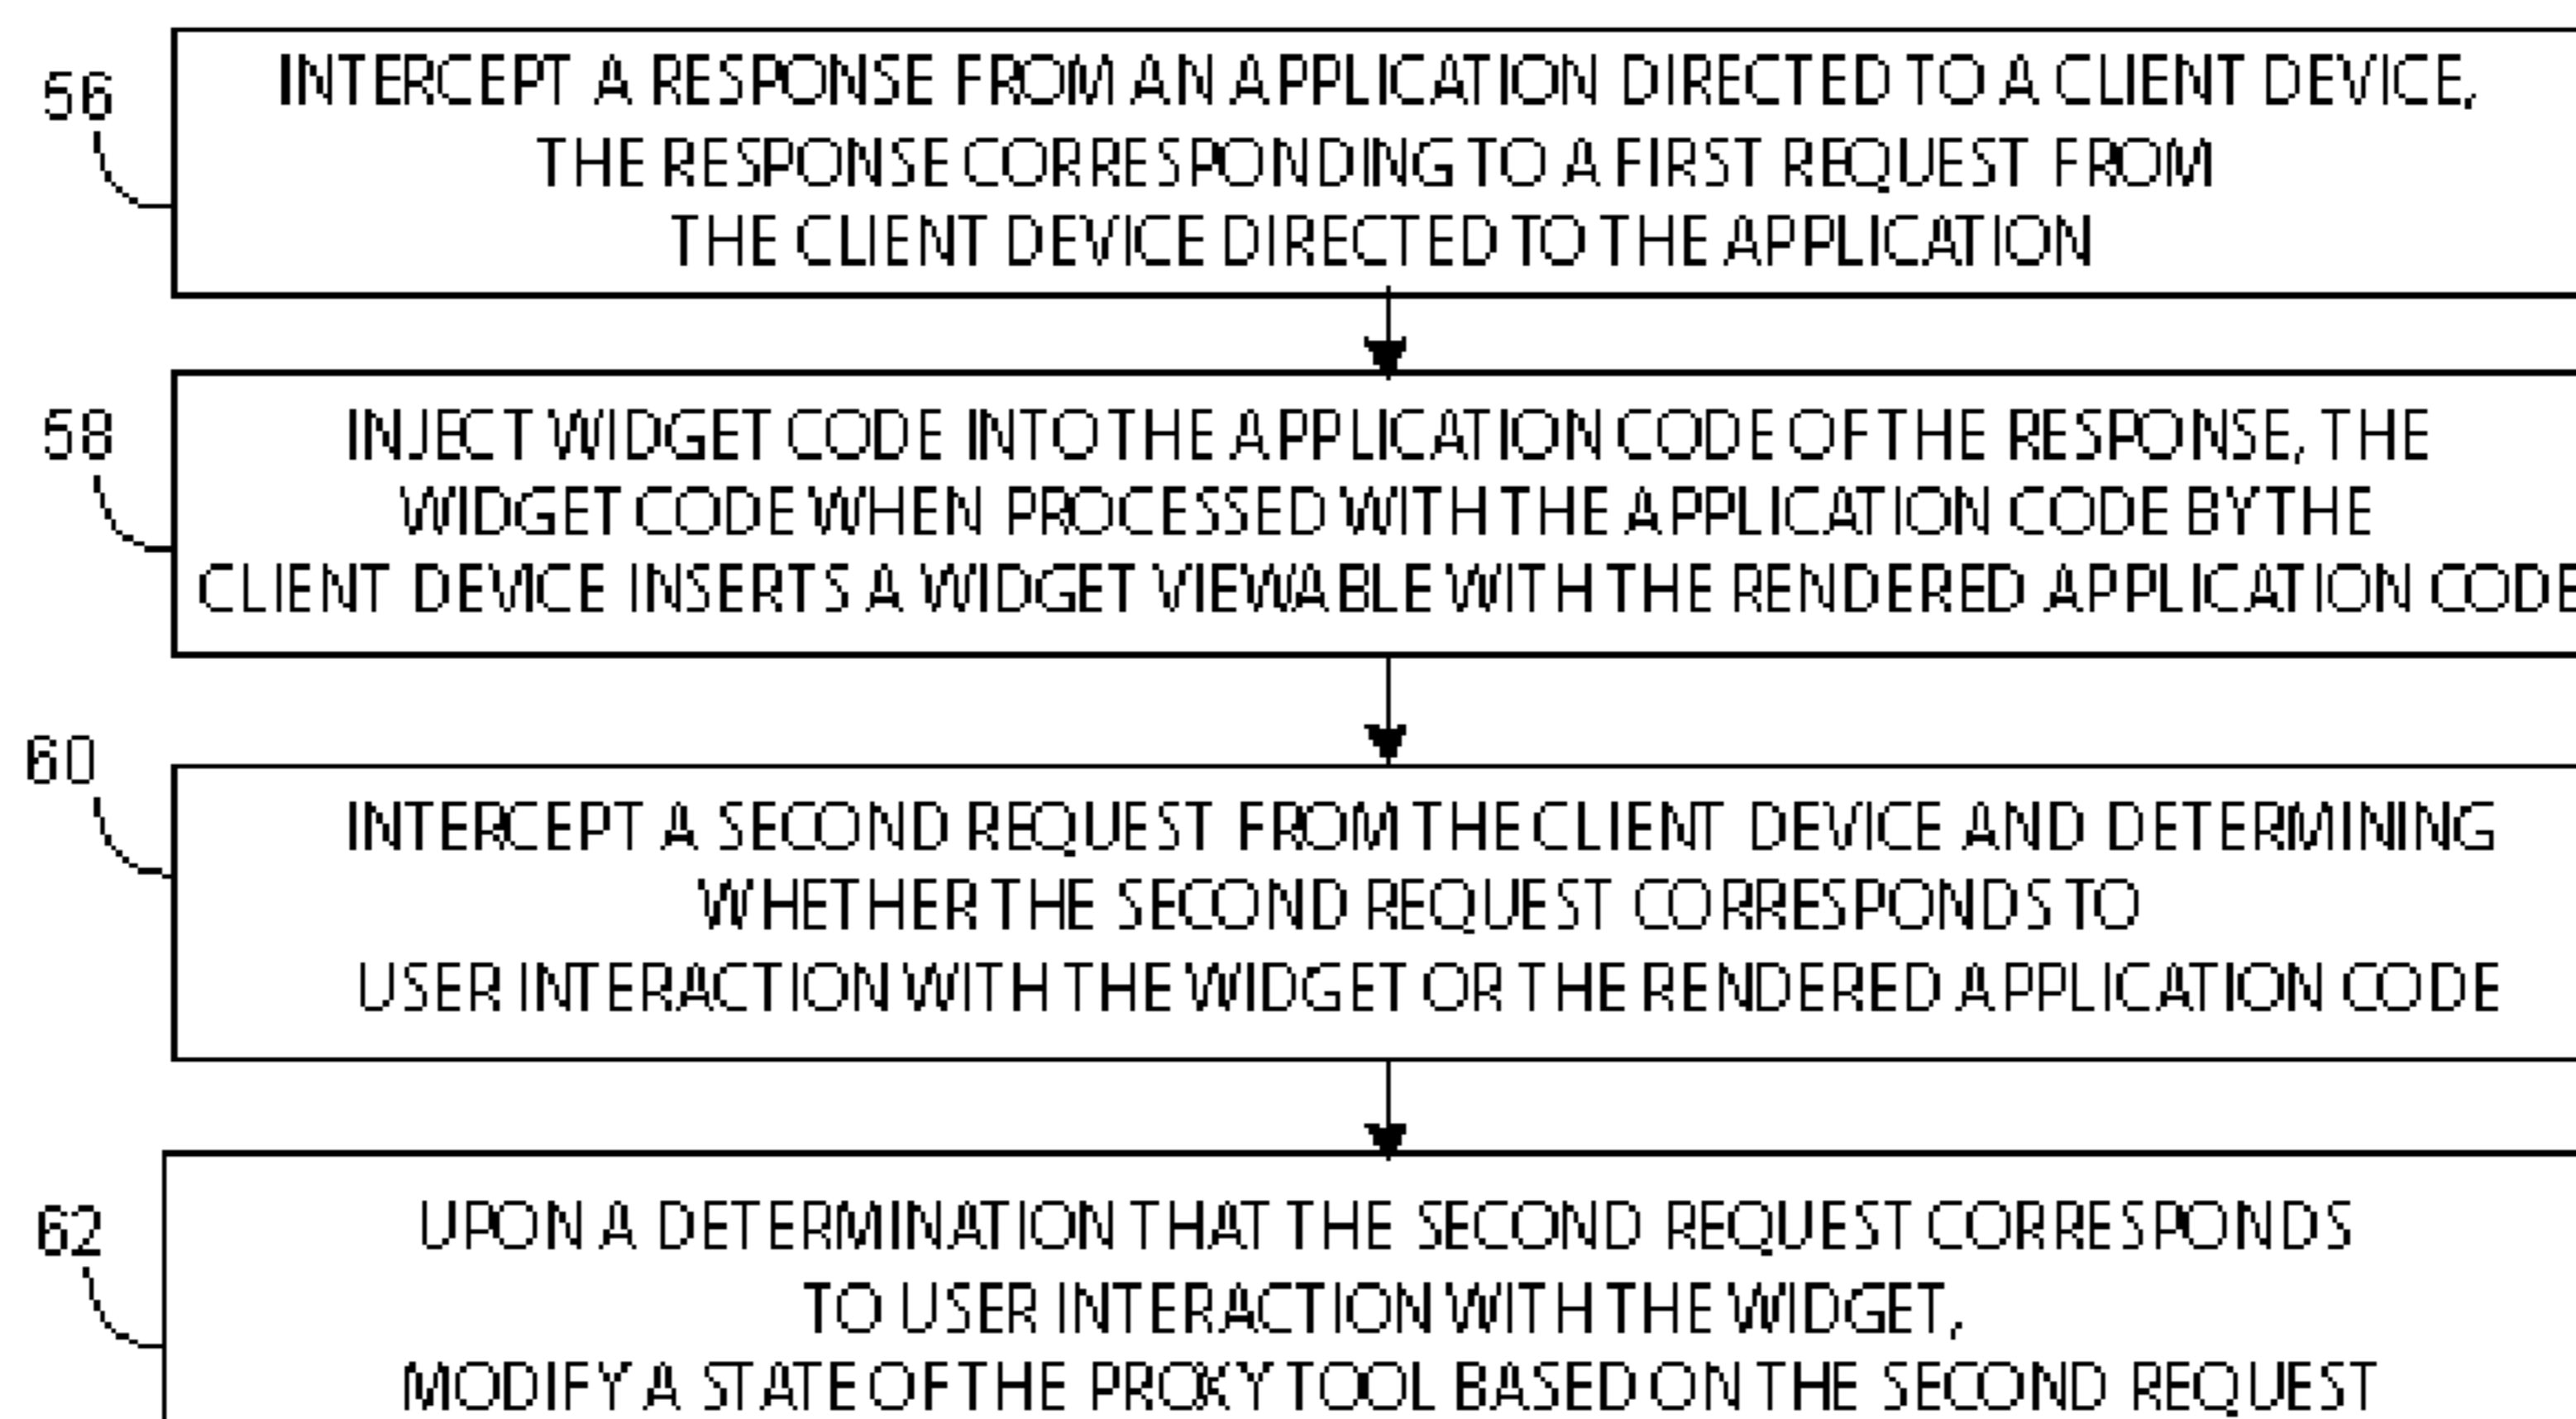 56
INTERCEPT A RESPONSE FROM AN APPLICATION DIRECTED TO A CLIENT DEVICE,
THE RESPONSE CORRESPONDING TO A FIRST REQUEST FROM
THE CLIENT DEVICE DIRECTED TO THE APPLICATION
58
INJECT WIDGET CODE INTO THE APPLICATION CODE OF THE RESPONSE, THE
WIDGET CODE WHEN PROCESSED WITH THE APPLICATION CODE BY THE
CLIENT DEVICE INSERTS A WIDGET VIEWABLE WITH THE RENDERED APPLICATION CODE
60
INTERCEPT A SECOND REQUEST FROM THE CLIENT DEVICE AND DETERMINING
WHETHER THE SECOND REQUEST CORRESPONDS TO
USER INTERACTION WITH THE WIDGET OR THE RENDERED APPLICATION CODE
62
UPON A DETERMINATION THAT THE SECOND REQUEST CORRESPONDS
TO USER INTERACTION WITH THE WIDGET,
MODIFY A STATE OF THE PROXY TOOL BASED ON THE SECOND REQUEST